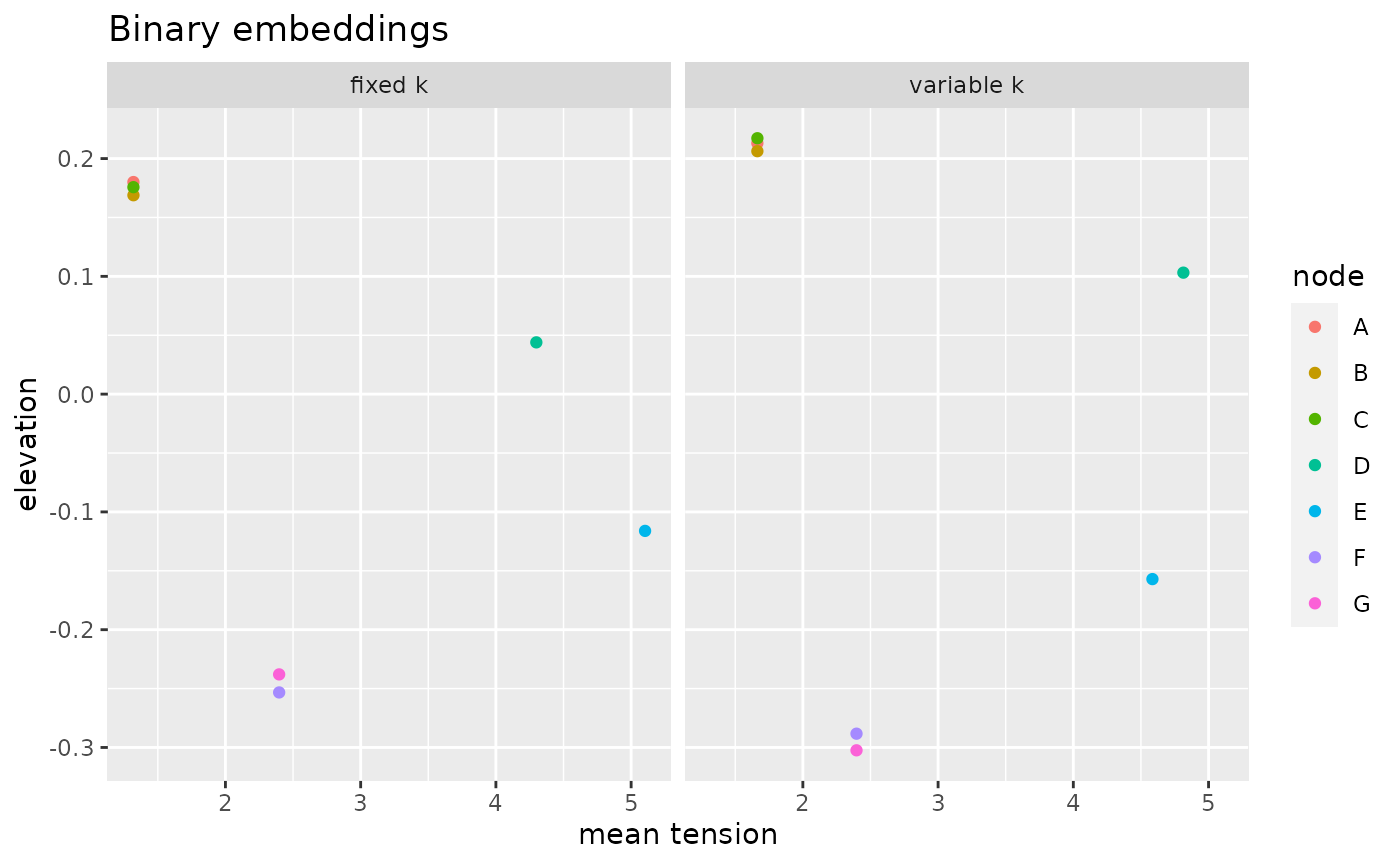 Binary embeddings
fixed k
variable k
elevation
0.2
0.1
0.0
-0.1
-0.2
-0.3
2 3 4 5
2 3 4 5
mean tension
node
A
B
C
D
E
F
G